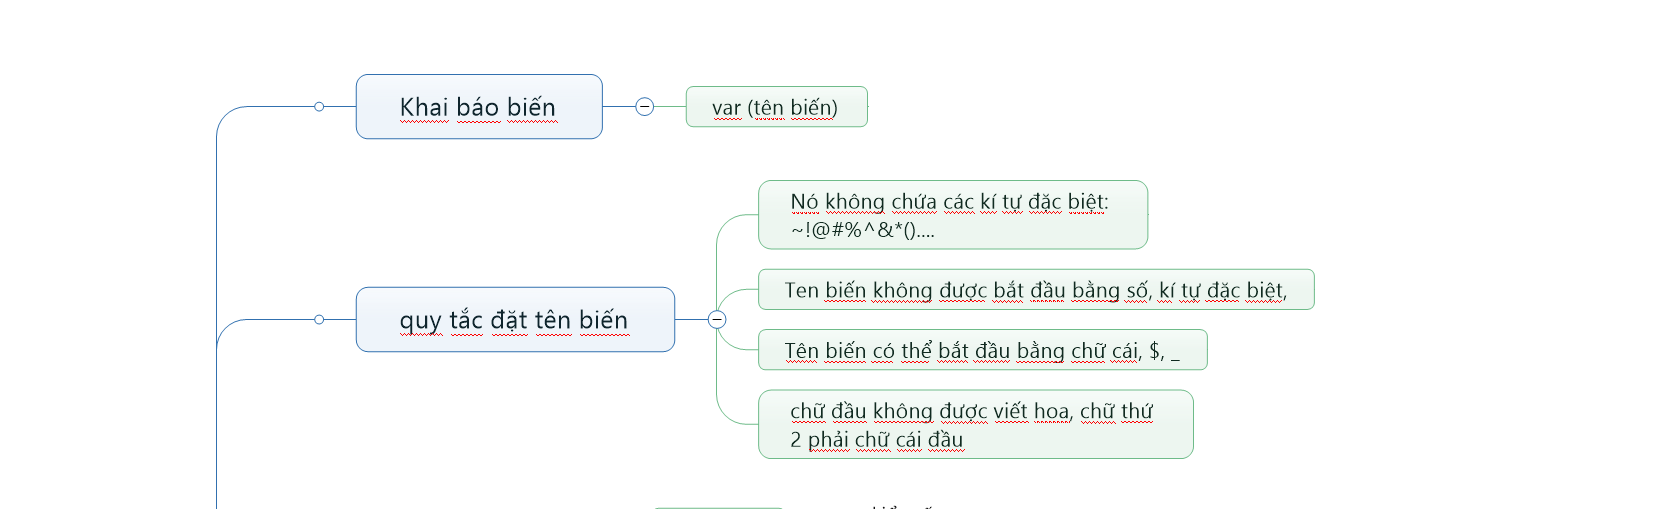 Khai báo biến
var (tên biến)
Nó không chứa các kí tự đặc biệt:
~!@#%^&*()....
Ten biến không được bắt đầu bằng số, kí tự đặc biệt,
quy tắc đặt tên biến
Tên biến có thể bắt đầu bằng chữ cái, $, _
chữ đầu không được viết hoa, chữ thứ
2 phải chữ cái đầu